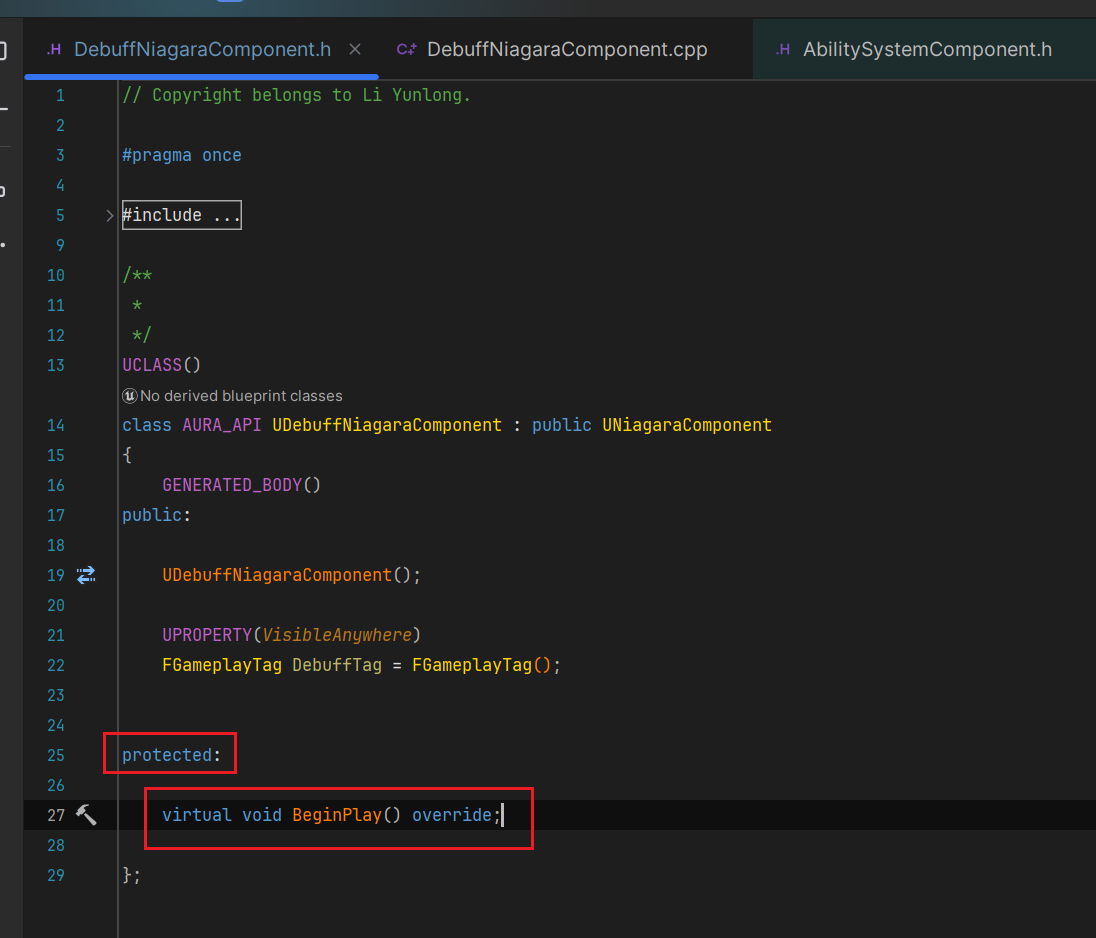 .H DebuffNiagaraComponent.h × C++ DebuffNiagaraComponent.cpp .H AbilitySystemComponent.h
1 // Copyright belongs to Li Yunlong.
2
3 #pragma once
4
5 #include ...
9
10 /**
11 *
12 */
13 UCLASS()
No derived blueprint classes
14 class AURA_API UDebuffNiagaraComponent : public UNiagaraComponent
15 {
16 GENERATED_BODY()
17 public:
18
19 UDebuffNiagaraComponent();
20
21 UPROPERTY(VisibleAnywhere)
22 FGameplayTag DebuffTag = FGameplayTag();
23
24
25 protected:
26
27 virtual void BeginPlay() override;
28
29 };